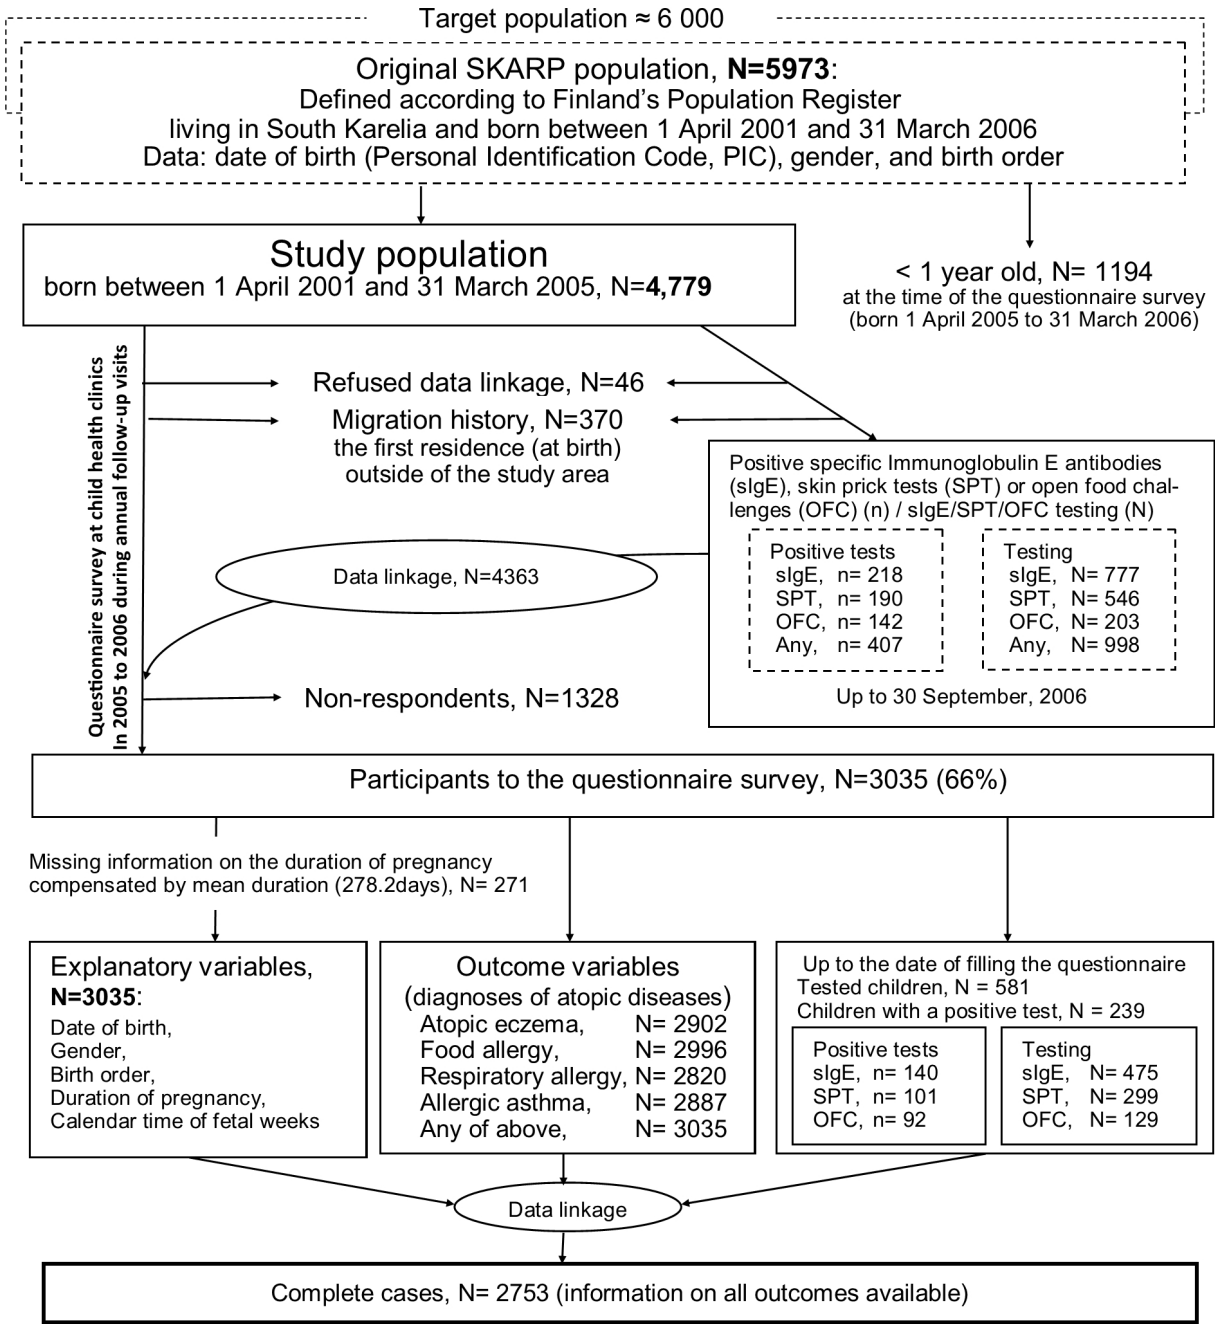 Target population ≈ 6 000
Original SKARP population, N=5973:
Defined according to Finland's Population Register
living in South Karelia and born between 1 April 2001 and 31 March 2006
Data: date of birth (Personal Identification Code, PIC), gender, and birth order
Study population
born between 1 April 2001 and 31 March 2005, N=4,779
< 1 year old, N= 1194
at the time of the questionnaire survey
(born 1 April 2005 to 31 March 2006)
Questionnaire survey at child health clinics
In 2005 to 2006 during annual follow-up visits
Refused data linkage, N=46
Migration history, N=370
the first residence (at birth)
outside of the study area
Positive specific Immunoglobulin E antibodies
(sIgE), skin prick tests (SPT) or open food chal-
lenges (OFC) (n) / sIgE/SPT/OFC testing (N)
Positive tests
sIgE, n= 218
SPT, n= 190
OFC, n= 142
Any, n= 407
Testing
sIgE, N= 777
SPT, N= 546
OFC, N= 203
Any, N= 998
Up to 30 September, 2006
Data linkage, N=4363
Non-respondents, N=1328
Participants to the questionnaire survey, N=3035 (66%)
Missing information on the duration of pregnancy
compensated by mean duration (278.2days), N= 271
Explanatory variables,
N=3035:
Date of birth,
Gender,
Birth order,
Duration of pregnancy,
Calendar time of fetal weeks
Outcome variables
(diagnoses of atopic diseases)
Atopic eczema, N= 2902
Food allergy, N= 2996
Respiratory allergy, N= 2820
Allergic asthma, N= 2887
Any of above, N= 3035
Up to the date of filling the questionnaire
Tested children, N = 581
Children with a positive test, N = 239
Positive tests
sIgE, n= 140
SPT, n= 101
OFC, n= 92
Testing
sIgE, N= 475
SPT, N= 299
OFC, N= 129
Data linkage
Complete cases, N= 2753 (information on all outcomes available)